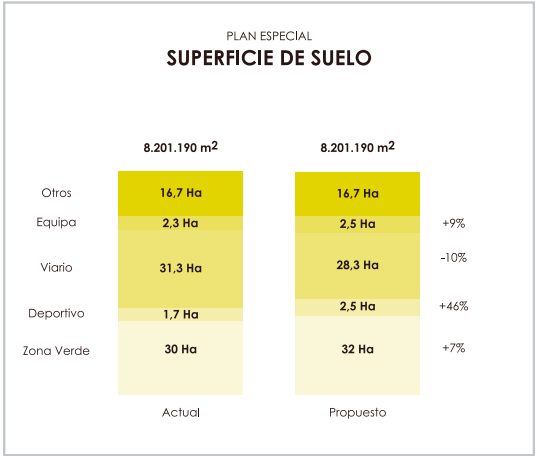 PLAN ESPECIAL
SUPERFICIE DE SUELO
8.201.190 m² 8.201.190 m²
Otros 16,7 Ha 16,7 Ha
Equipa 2,3 Ha 2,5 Ha +9%
Viario 31,3 Ha 28,3 Ha -10%
Deportivo 1,7 Ha 2,5 Ha +46%
Zona Verde 30 Ha 32 Ha +7%
Actual Propuesto